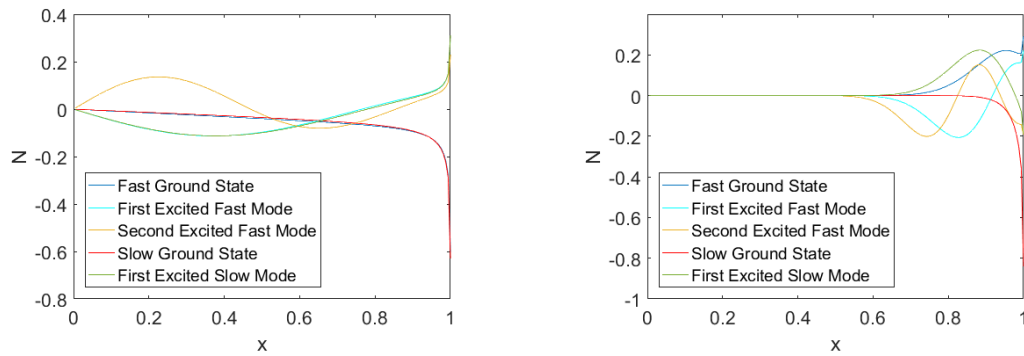 0.4
0.2
0
-0.2
-0.4
-0.6
-0.8
N
Fast Ground State
First Excited Fast Mode
Second Excited Fast Mode
Slow Ground State
First Excited Slow Mode
0 0.2 0.4 0.6 0.8 1
x
0.2
0
-0.2
-0.4
-0.6
-0.8
-1
N
Fast Ground State
First Excited Fast Mode
Second Excited Fast Mode
Slow Ground State
First Excited Slow Mode
0 0.2 0.4 0.6 0.8 1
x